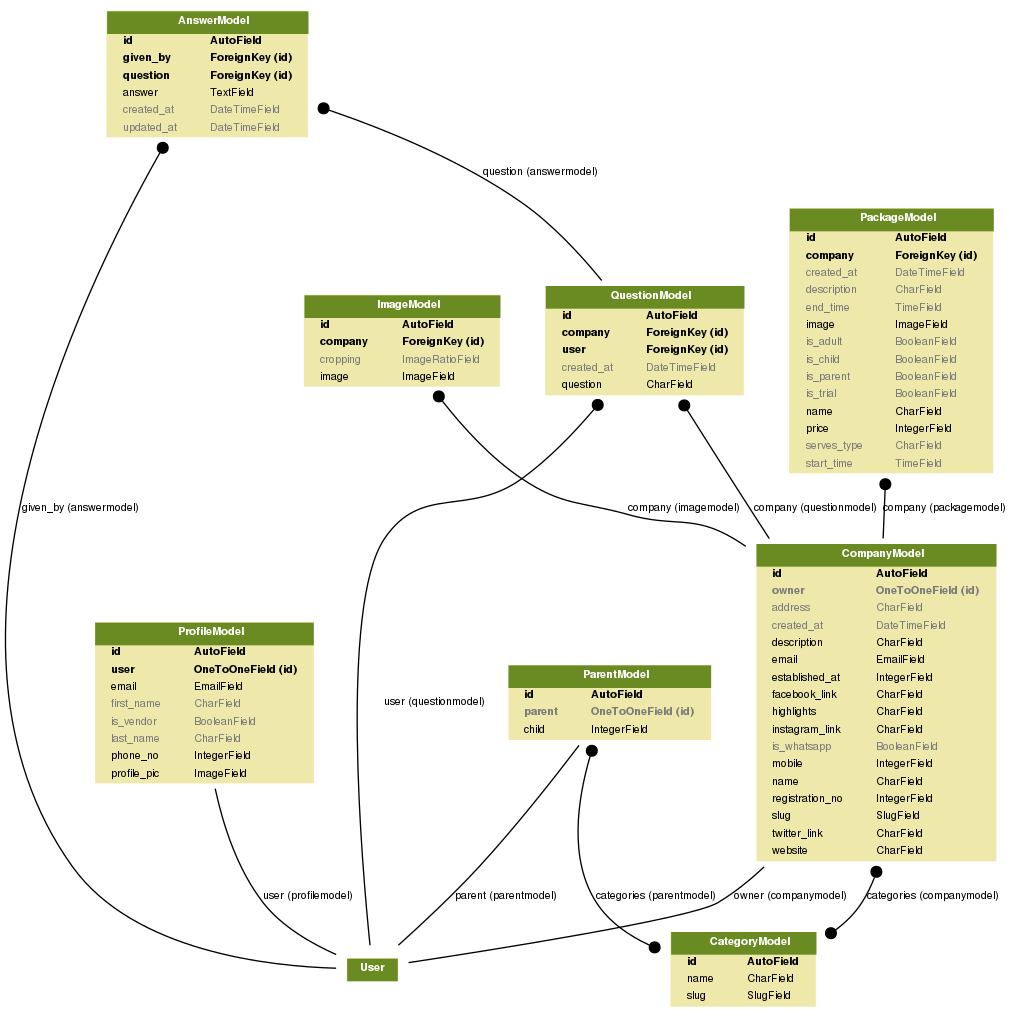 AnswerModel
id AutoField
given_by ForeignKey (id)
question ForeignKey (id)
answer TextField
created_at DateTimeField
updated_at DateTimeField
question (answermodel)
PackageModel
id AutoField
company ForeignKey (id)
created_at DateTimeField
description CharField
end_time TimeField
image ImageField
is_adult BooleanField
is_child BooleanField
is_parent BooleanField
is_trial BooleanField
name CharField
price IntegerField
serves_type CharField
start_time TimeField
ImageModel
id AutoField
company ForeignKey (id)
cropping ImageRatioField
image ImageField
QuestionModel
id AutoField
company ForeignKey (id)
user ForeignKey (id)
created_at DateTimeField
question CharField
given_by (answermodel)
company (imagemodel)
company (questionmodel)
company (packagemodel)
CompanyModel
id AutoField
owner OneToOneField (id)
address CharField
created_at DateTimeField
description CharField
email EmailField
established_at IntegerField
facebook_link CharField
highlights CharField
instagram_link CharField
is_whatsapp BooleanField
mobile IntegerField
name CharField
registration_no IntegerField
slug SlugField
twitter_link CharField
website CharField
ProfileModel
id AutoField
user OneToOneField (id)
email EmailField
first_name CharField
is_vendor BooleanField
last_name CharField
phone_no IntegerField
profile_pic ImageField
user (questionmodel)
ParentModel
id AutoField
parent OneToOneField (id)
child IntegerField
user (profilemodel)
parent (parentmodel)
categories (parentmodel)
owner (companymodel)
categories (companymodel)
User
CategoryModel
id AutoField
name CharField
slug SlugField